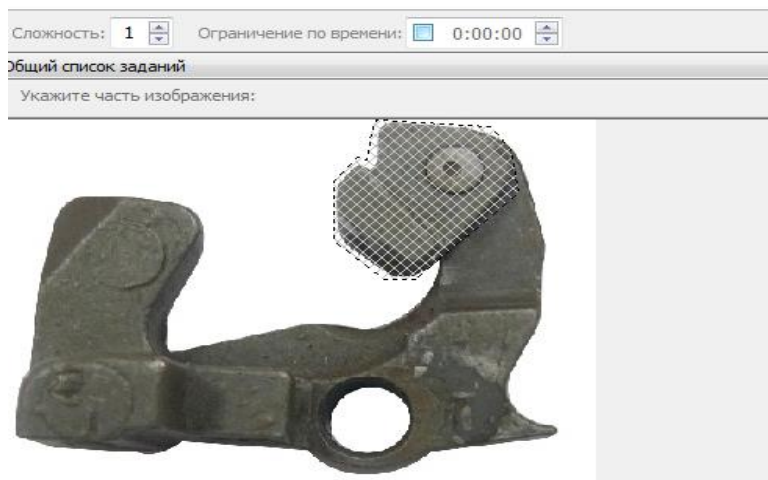 Сложность: 1 Ограничение по времени: 0:00:00
Общий список заданий
Укажите часть изображения: